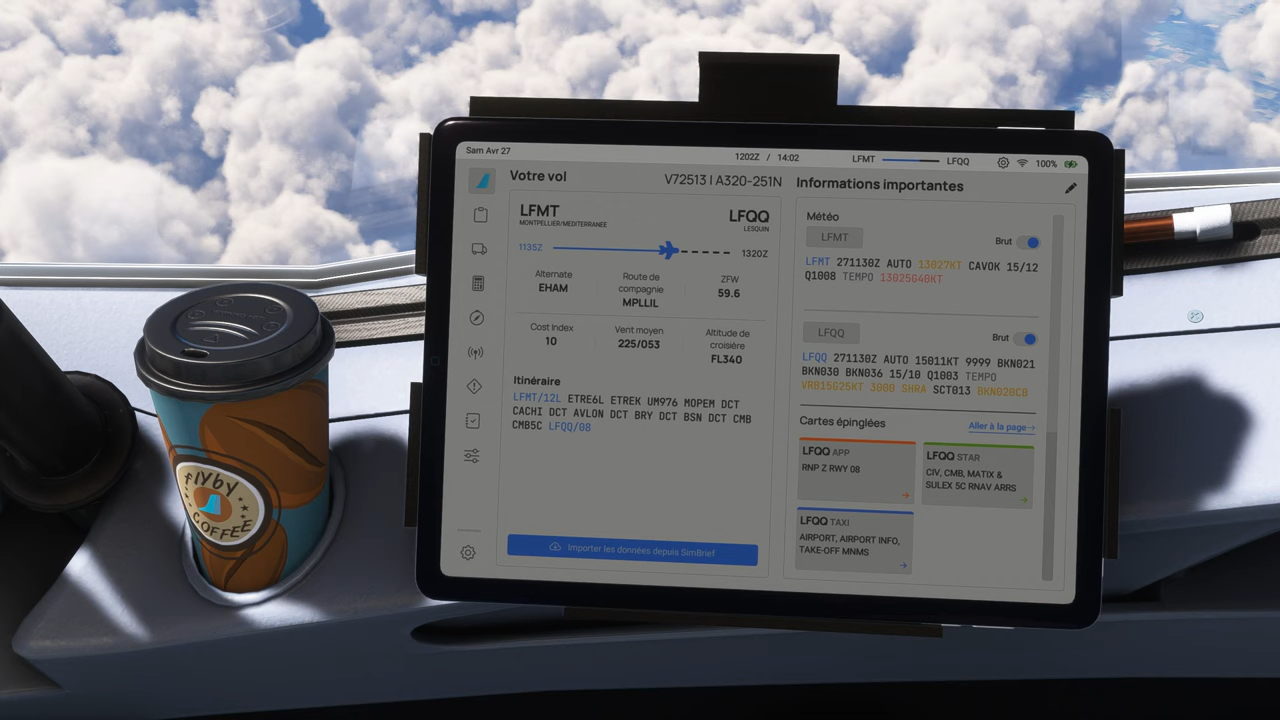 Sam Avr 27
1202Z / 14:02
LFMT
LFQQ
100%
Votre vol
V72513 | A320-251N
LFMT
MONTPELLIER/MEDITERRANEE
LFQQ
LESQUIN
1135Z
1320Z
Alternate
EHAM
Route de
compagnie
MPLLIL
ZFW
59.6
Cost Index
10
Vent moyen
225/053
Altitude de
croisière
FL340
Itinéraire
LFMT/12L ETRE6L ETREK UM976 MOPEM DCT
CACHI DCT AVLON DCT BRY DCT BSN DCT CMB
CMB5C LFQQ/08
Importer les données depuis SimBrief
Informations importantes
Météo
LFMT
Brut
LFMT 271130Z AUTO 13027KT CAVOK 15/12
Q1008 TEMPO 13025G40KT
LFQQ
Brut
LFQQ 271130Z AUTO 15011KT 9999 BKN021
BKN030 BKN036 15/10 Q1003 TEMPO
VRB15G25KT 3000 SHRA SCT013 BKN020CB
Cartes épinglées
Aller à la page→
LFQQ APP
RNP Z RWY 08
LFQQ STAR
CIV, CMB, MATIX &
SULEX 5C RNAV ARRS
LFQQ TAXI
AIRPORT, AIRPORT INFO,
TAKE-OFF MNMS
flyby
COFFEE